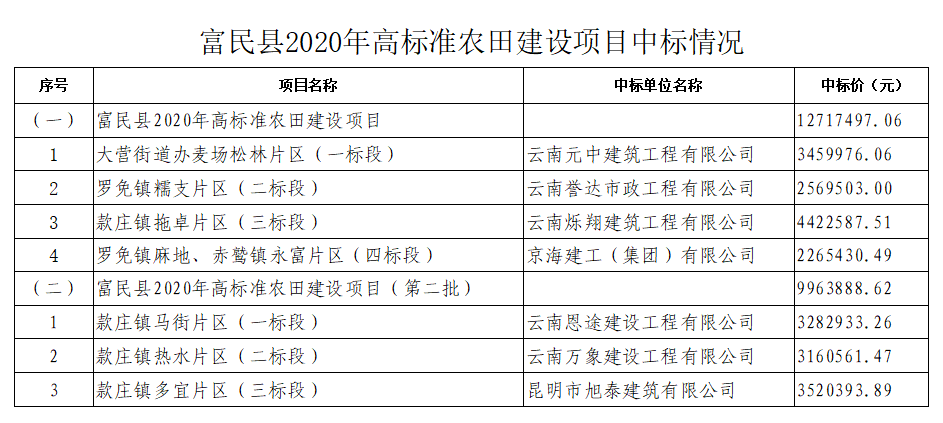 富民县2020年高标准农田建设项目中标情况
序号 项目名称 中标单位名称 中标价（元）
（一） 富民县2020年高标准农田建设项目 12717497.06
1 大营街道办麦场松林片区（一标段） 云南元中建筑工程有限公司 3459976.06
2 罗免镇糯支片区（二标段） 云南誉达市政工程有限公司 2569503.00
3 款庄镇拖卓片区（三标段） 云南烁翔建筑工程有限公司 4422587.51
4 罗免镇麻地、赤鹫镇永富片区（四标段） 京海建工（集团）有限公司 2265430.49
（二） 富民县2020年高标准农田建设项目（第二批） 9963888.62
1 款庄镇马街片区（一标段） 云南恩途建设工程有限公司 3282933.26
2 款庄镇热水片区（二标段） 云南万象建设工程有限公司 3160561.47
3 款庄镇多宜片区（三标段） 昆明市旭泰建筑有限公司 3520393.89